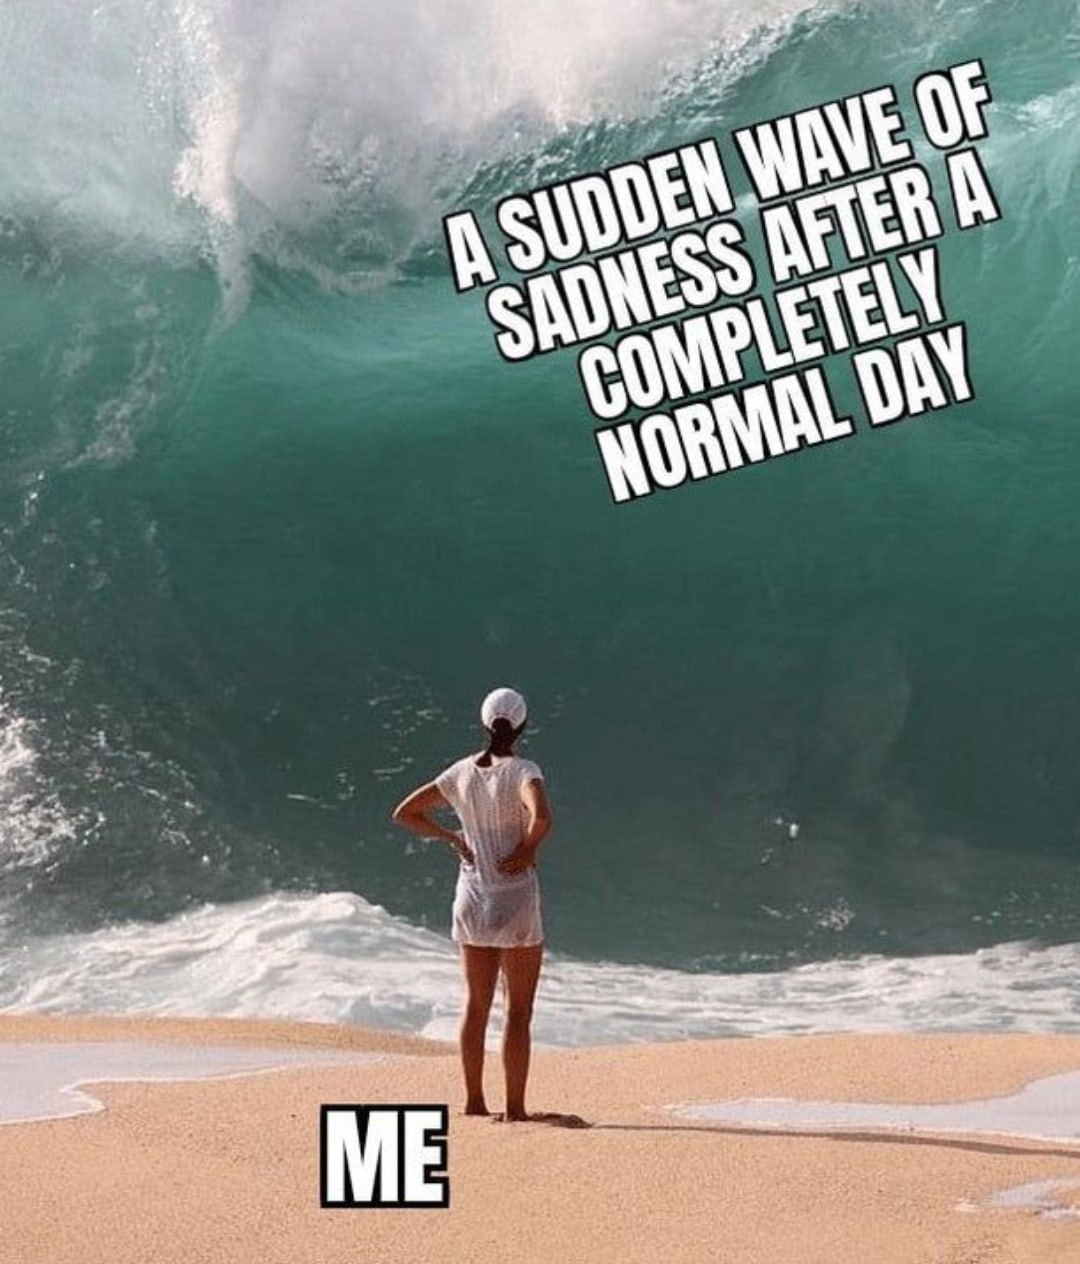 A SUDDEN WAVE OF
SADNESS AFTER A
COMPLETELY
NORMAL DAY
ME